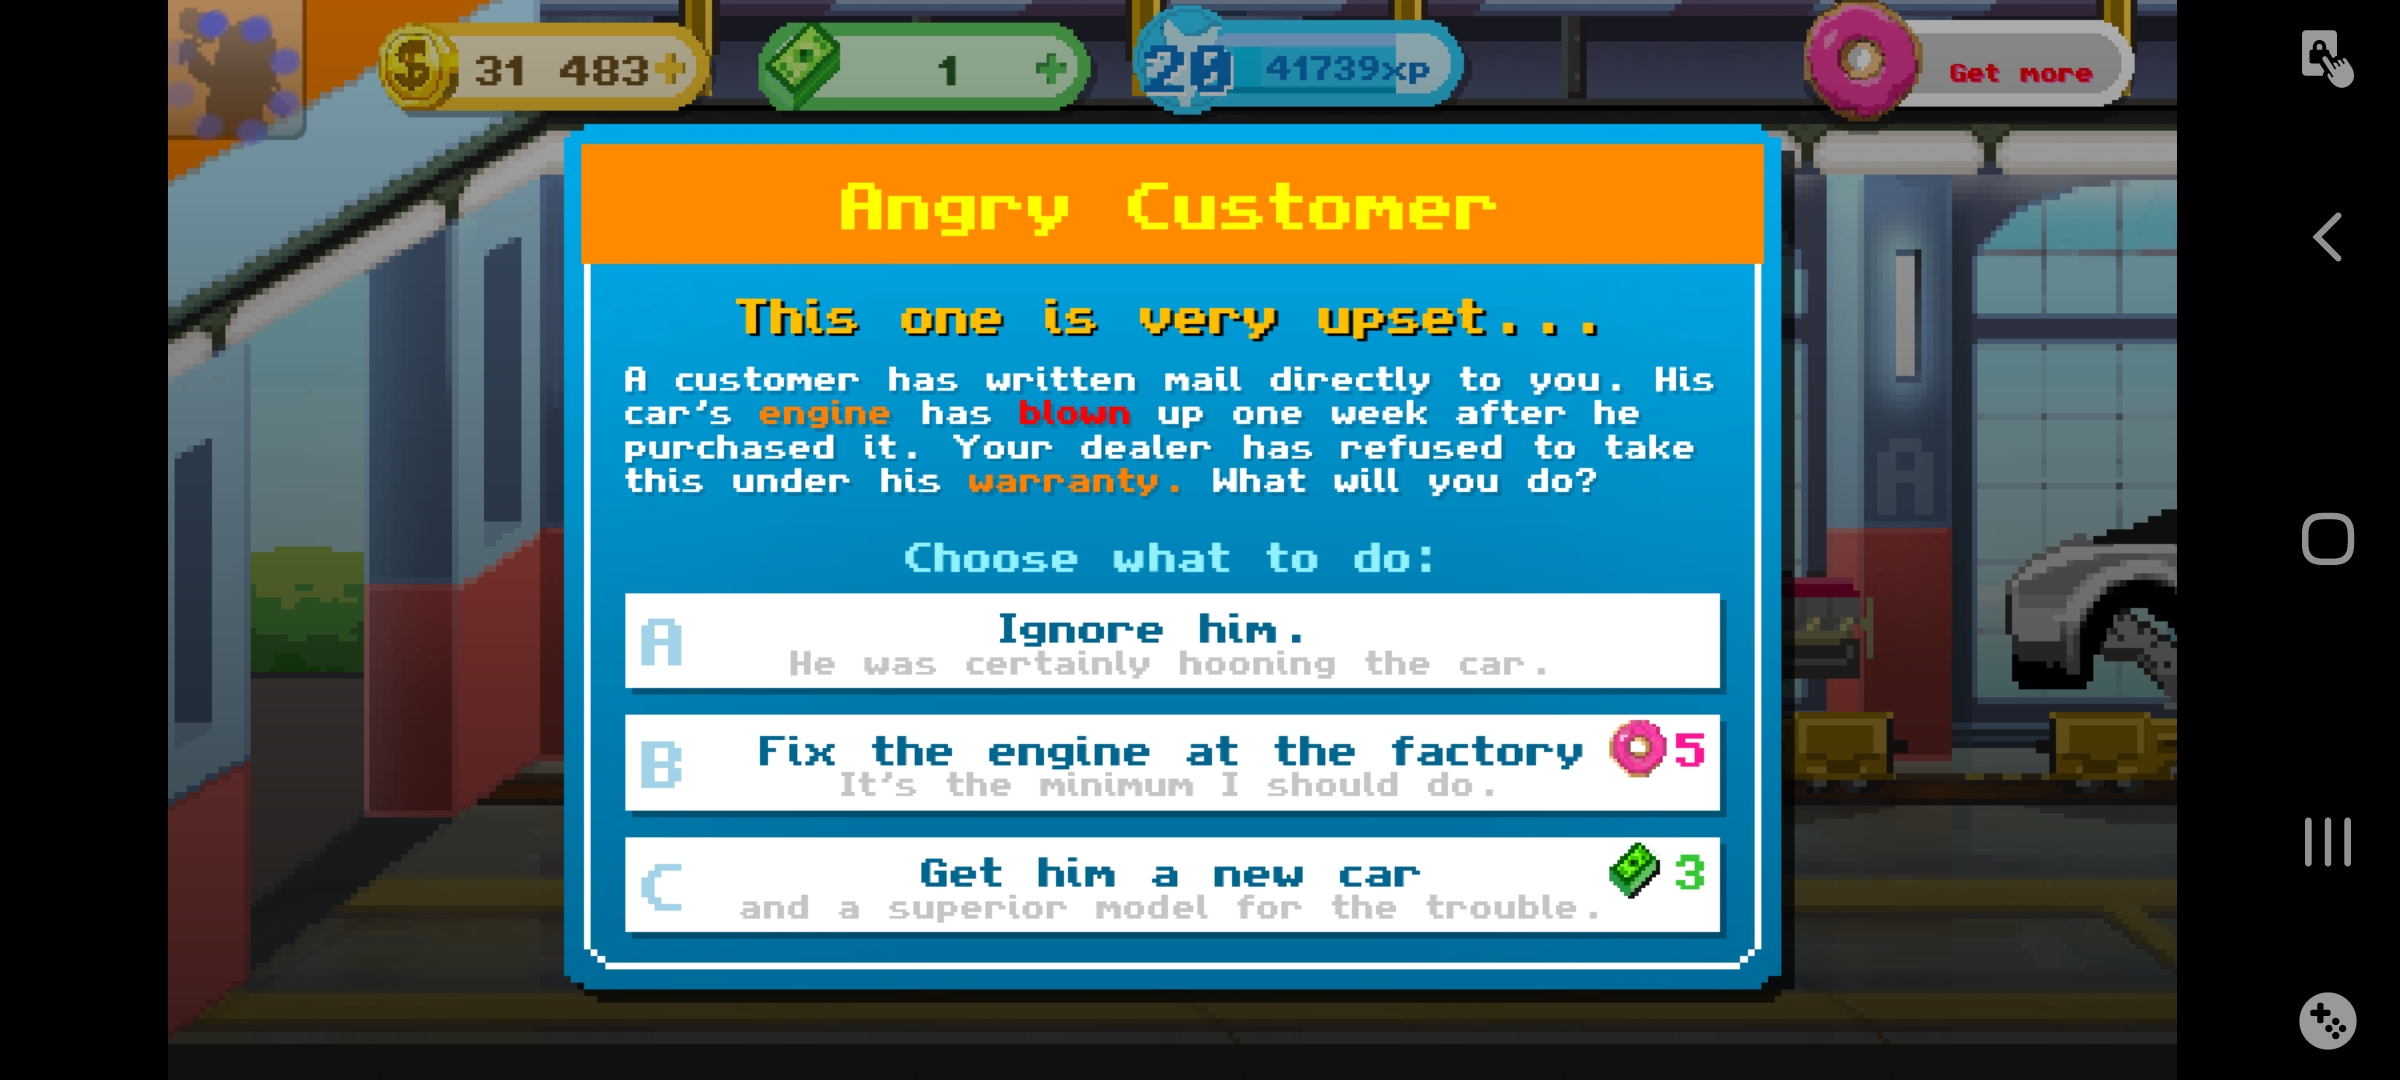 31 483
1
20 41739xp
Get more
Angry Customer
This one is very upset...
A customer has written mail directly to you. His
car's engine has blown up one week after he
purchased it. Your dealer has refused to take
this under his warranty. What will you do?
Choose what to do:
A Ignore him.
He was certainly hooning the car.
B Fix the engine at the factory 5
It's the minimum I should do.
C Get him a new car 3
and a superior model for the trouble.
A